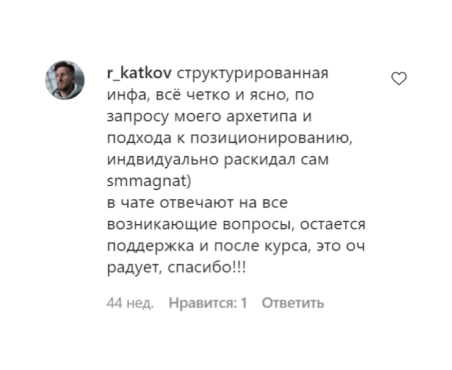 r_katkov структурированная
инфа, всё четко и ясно, по
запросу моего архетипа и
подхода к позиционированию,
индвидуально раскидал сам
smmagnat)
в чате отвечают на все
возникающие вопросы, остается
поддержка и после курса, это оч
радует, спасибо!!!
44 нед. Нравится: 1 Ответить